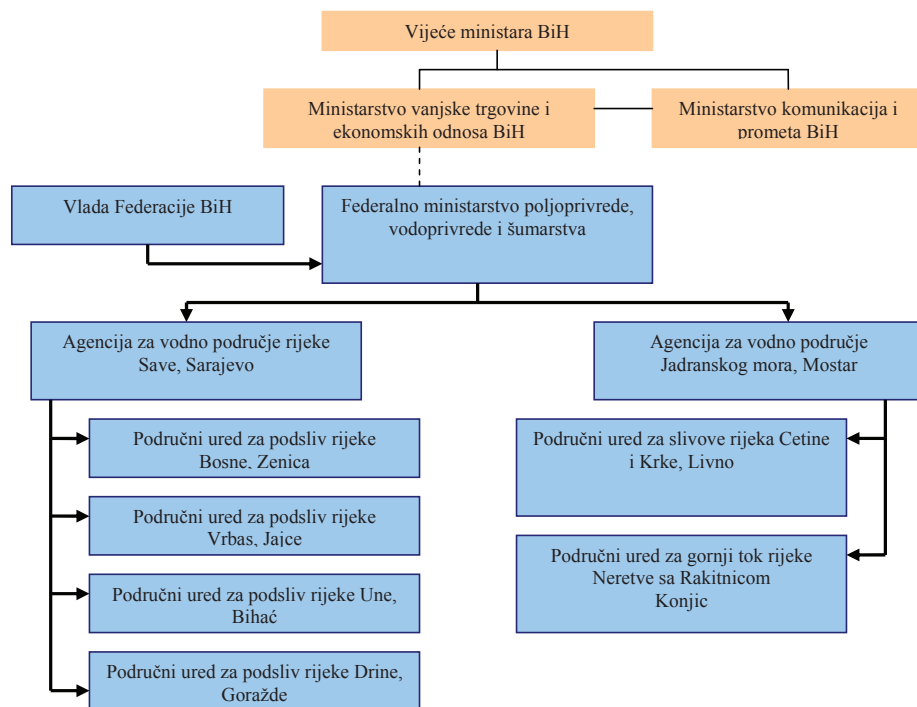 Vijeće ministara BiH
Ministarstvo vanjske trgovine i
ekonomskih odnosa BiH
Ministarstvo komunikacija i
prometa BiH
Vlada Federacije BiH
Federalno ministarstvo poljoprivrede,
vodoprivrede i šumarstva
Agencija za vodno područje rijeke
Save, Sarajevo
Agencija za vodno područje
Jadranskog mora, Mostar
Područni ured za podsliv rijeke
Bosne, Zenica
Područni ured za podsliv rijeke
Vrbas, Jajce
Područni ured za podsliv rijeke Une,
Bihać
Područni ured za podsliv rijeke Drine,
Goražde
Područni ured za slivove rijeka Cetine
i Krke, Livno
Područni ured za gornji tok rijeke
Neretve sa Rakitnicom
Konjic